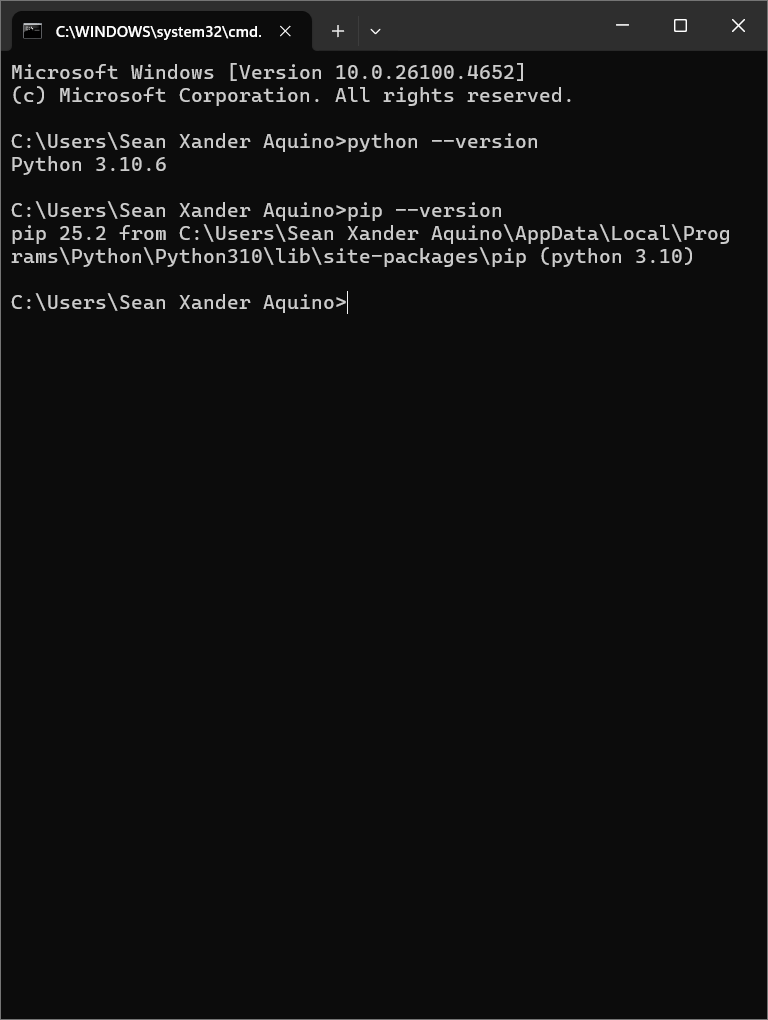 C:\WINDOWS\system32\cmd.
Microsoft Windows [Version 10.0.26100.4652]
(c) Microsoft Corporation. All rights reserved.
C:\Users\Sean Xander Aquino>python --version
Python 3.10.6
C:\Users\Sean Xander Aquino>pip --version
pip 25.2 from C:\Users\Sean Xander Aquino\AppData\Local\Prog
rams\Python\Python310\lib\site-packages\pip (python 3.10)
C:\Users\Sean Xander Aquino>